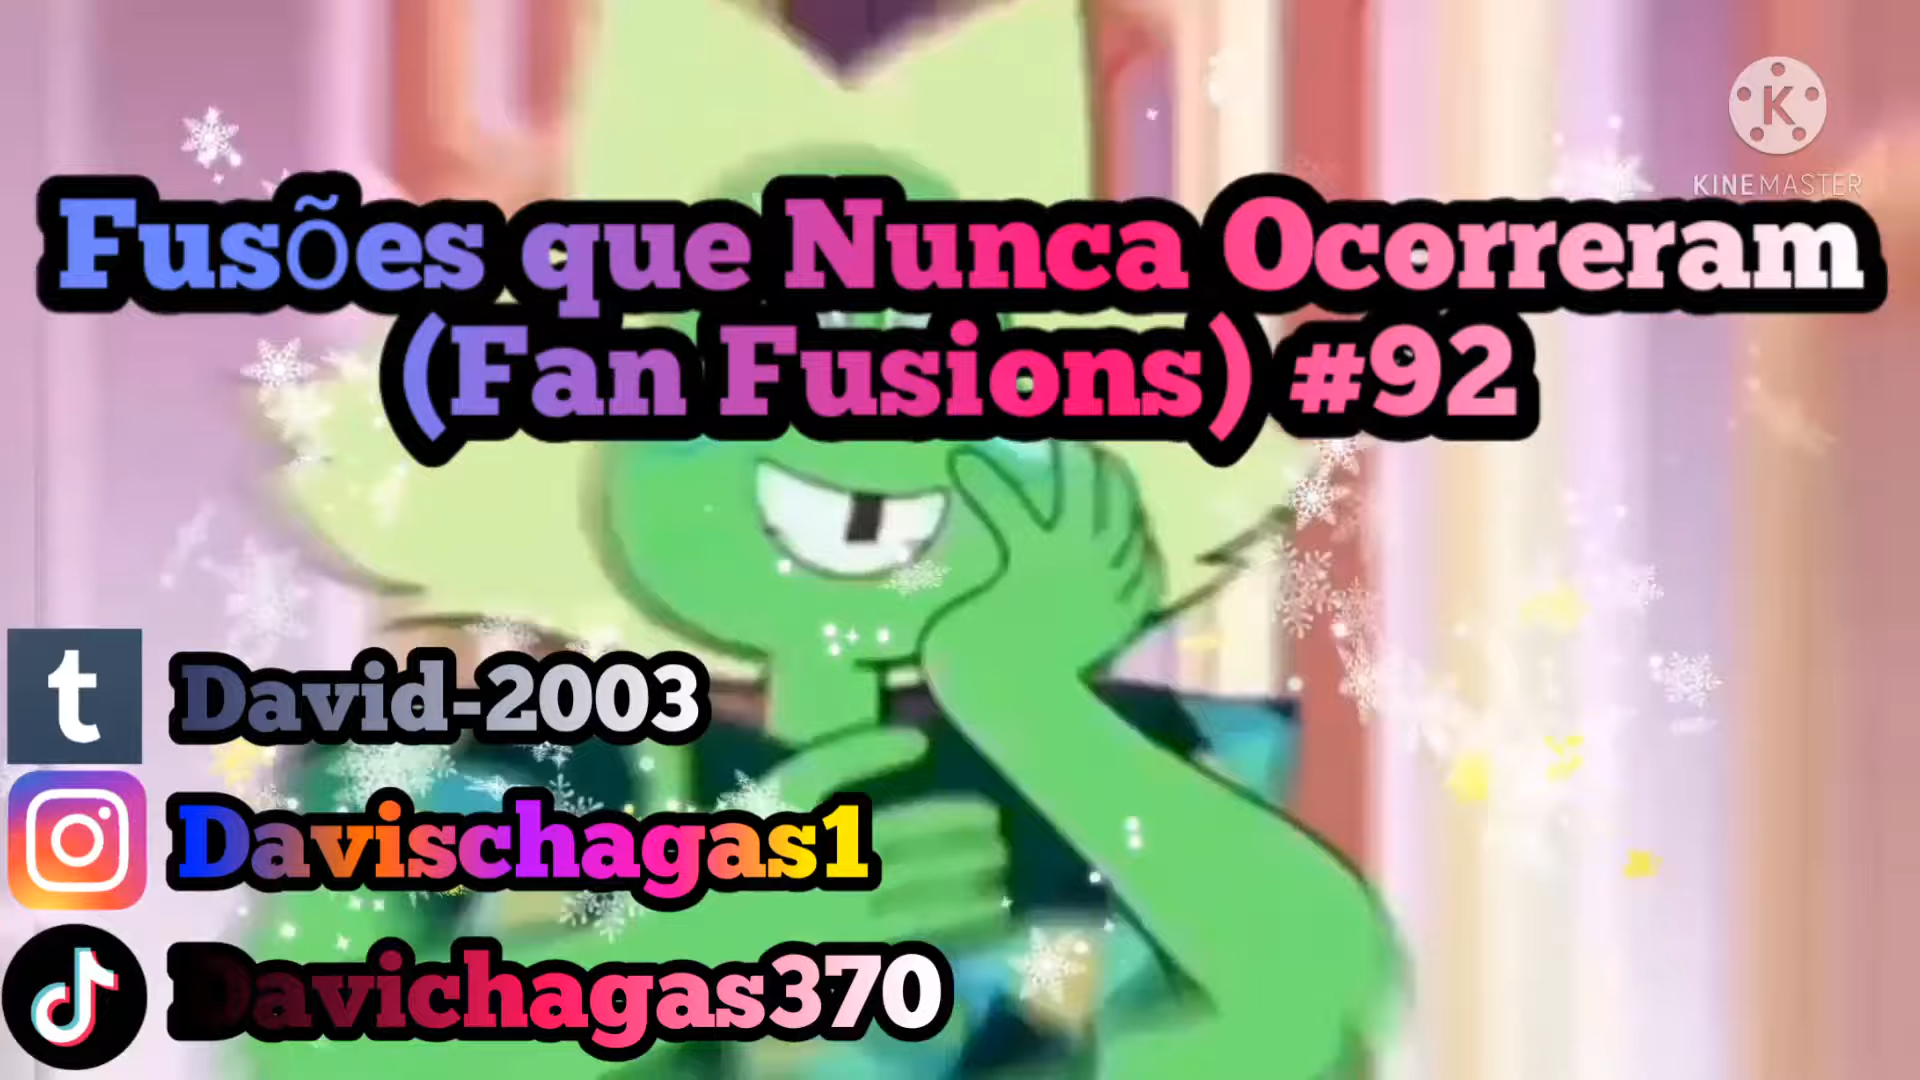 K
KINEMASTER
Fusões que Nunca Ocorreram
(Fan Fusions) #92
t
David-2003
Davischagas1
Davichagas370